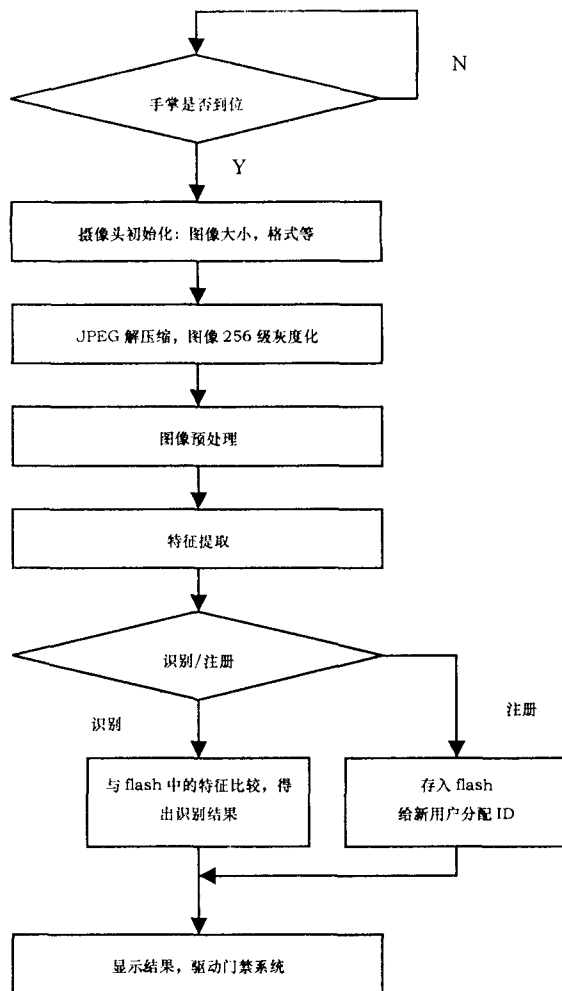 N
手掌是否到位
Y
摄像头初始化：图像大小，格式等
JPEG 解压缩，图像 256 级灰度化
图像预处理
特征提取
识别/注册
识别
注册
与 flash 中的特征比较，得
出识别结果
存入 flash
给新用户分配 ID
显示结果，驱动门禁系统